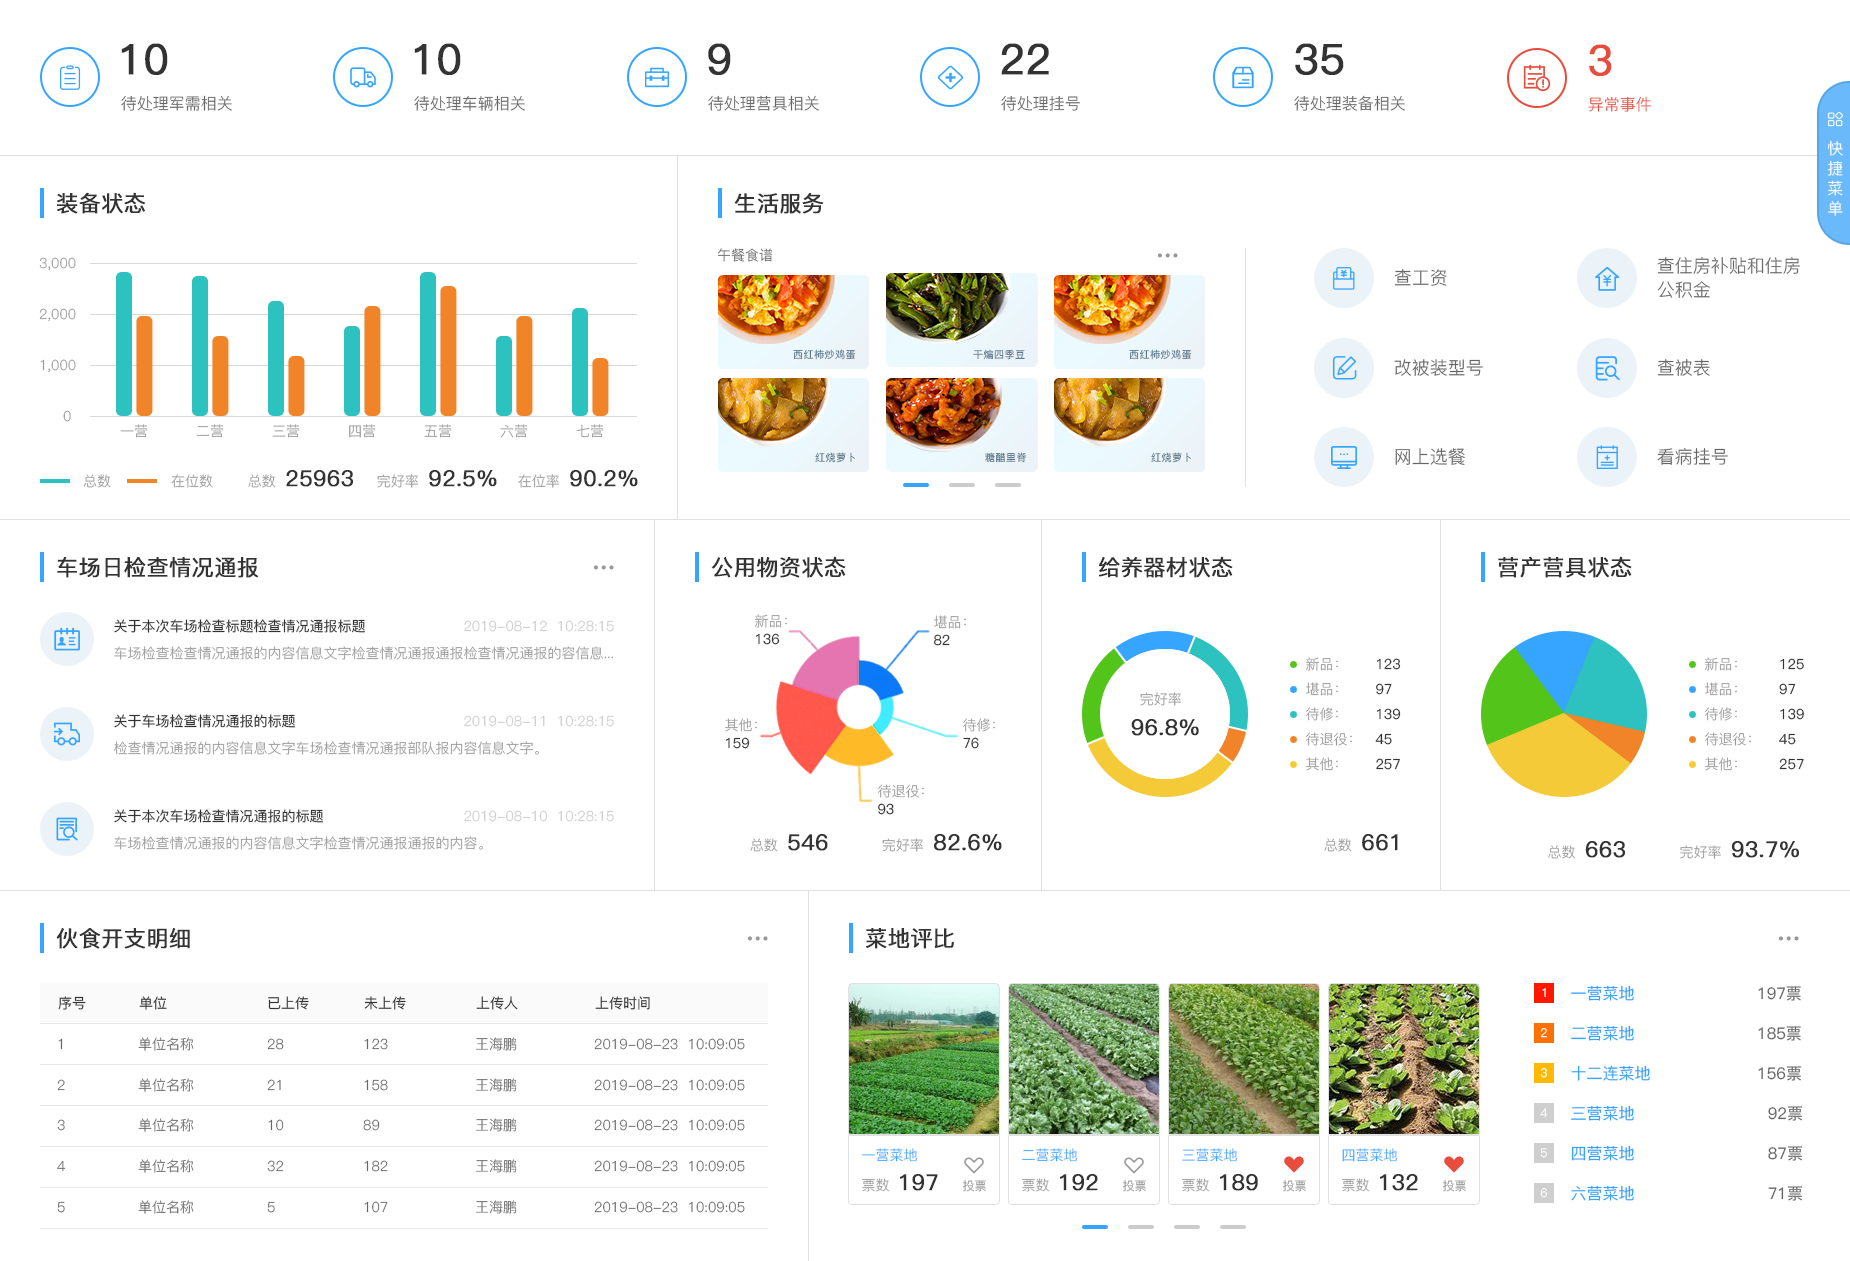 10
待处理军需相关
10
待处理车辆相关
9
待处理营具相关
22
待处理挂号
35
待处理装备相关
3
异常事件
快捷菜单
装备状态
3,000
2,000
1,000
0
一营 二营 三营 四营 五营 六营 七营
总数 在位数 总数 25963 完好率 92.5% 在位率 90.2%
生活服务
午餐食谱
西红柿炒鸡蛋
干煸四季豆
西红柿炒鸡蛋
红烧萝卜
糖醋里脊
红烧萝卜
查工资
查住房补贴和住房
公积金
改被装型号
查被表
网上选餐
看病挂号
车场日检查情况通报
关于本次车场检查标题检查情况通报标题 2019-08-12 10:28:15
车场检查检查情况通报的内容信息文字检查情况通报通报检查情况通报的容信息...
关于车场检查情况通报的标题 2019-08-11 10:28:15
检查情况通报的内容信息文字车场检查情况通报部队报内容信息文字。
关于本次车场检查情况通报的标题 2019-08-10 10:28:15
车场检查情况通报的内容信息文字检查情况通报通报的内容。
公用物资状态
新品：
136
堪品：
82
其他：
159
待修：
76
待退役：
93
总数 546 完好率 82.6%
给养器材状态
完好率
96.8%
新品： 123
堪品： 97
待修： 139
待退役： 45
其他： 257
总数 661
营产营具状态
新品： 125
堪品： 97
待修： 139
待退役： 45
其他： 257
总数 663 完好率 93.7%
伙食开支明细
序号 单位 已上传 未上传 上传人 上传时间
1 单位名称 28 123 王海鹏 2019-08-23 10:09:05
2 单位名称 21 158 王海鹏 2019-08-23 10:09:05
3 单位名称 10 89 王海鹏 2019-08-23 10:09:05
4 单位名称 32 182 王海鹏 2019-08-23 10:09:05
5 单位名称 5 107 王海鹏 2019-08-23 10:09:05
菜地评比
一营菜地
票数 197 投票
二营菜地
票数 192 投票
三营菜地
票数 189 投票
四营菜地
票数 132 投票
1 一营菜地 197票
2 二营菜地 185票
3 十二连菜地 156票
4 三营菜地 92票
5 四营菜地 87票
6 六营菜地 71票